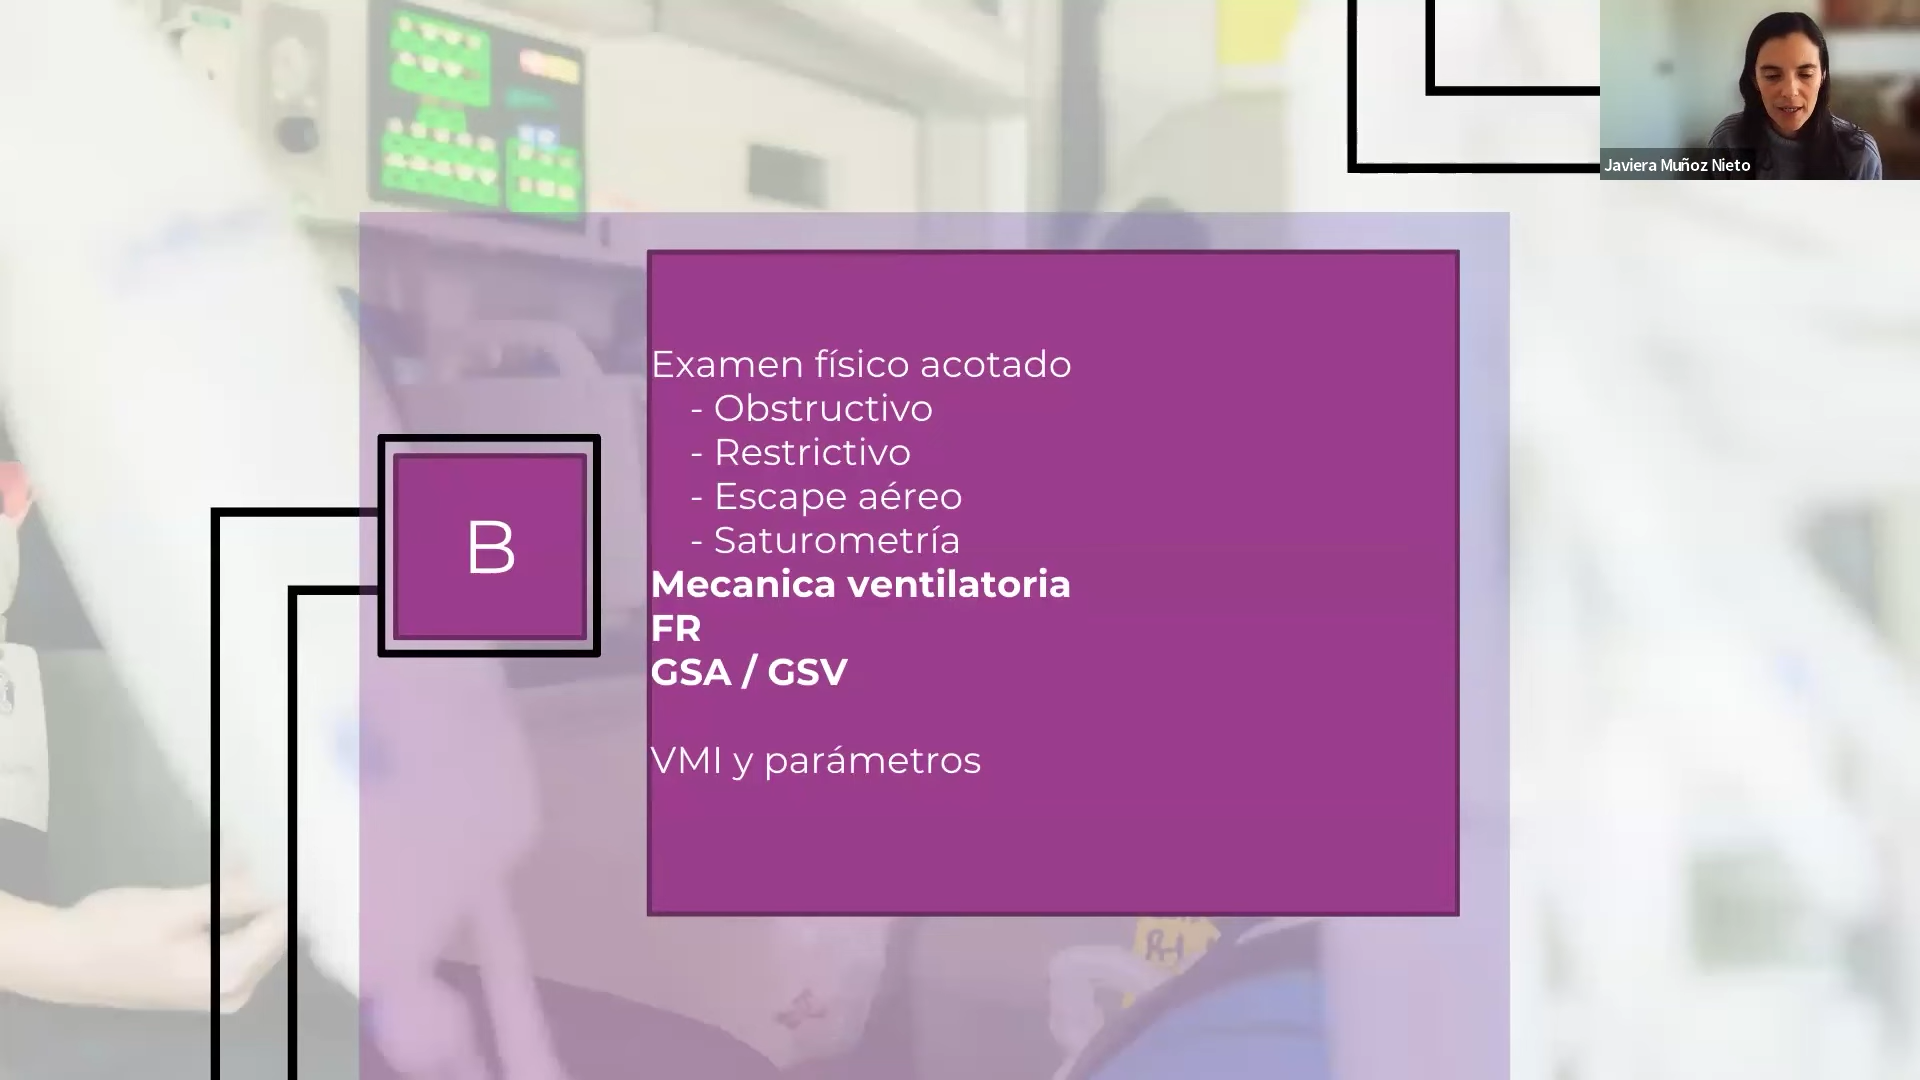 Javiera Muñoz Nieto
B
Examen físico acotado
- Obstructivo
- Restrictivo
- Escape aéreo
- Saturometría
Mecanica ventilatoria
FR
GSA / GSV
VMI y parámetros